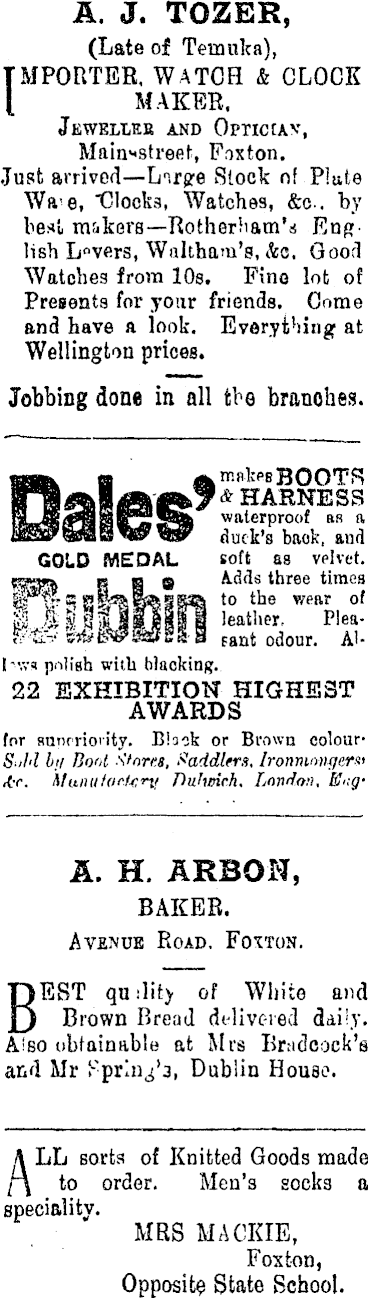 A. J. TOZER,
(Late of Temuka),
IMPORTER, WATCH & CLOCK
MAKER,
JEWELLER AND OPTICIAN,
Main-street, Foxton.
Just arrived—Large Stock of Plate
Ware, Clocks, Watches, &c., by
best makers—Rotherham's Eng-
lish Levers, Waltham's, &c. Good
Watches from 10s. Fine lot of
Presents for your friends. Come
and have a look. Everything at
Wellington prices.
Jobbing done in all the branches.
Dales'
GOLD MEDAL
Dubbin
makes BOOTS
& HARNESS
waterproof as a
duck's back, and
soft as velvet.
Adds three times
to the wear of
leather. Plea-
sant odour. Al-
lows polish with blacking.
22 EXHIBITION HIGHEST
AWARDS
for superiority. Black or Brown colour·
Sold by Boot Stores, Saddlers, Ironmongers,
&c. Manufactory Dulwich, London, Eng·
A. H. ARBON,
BAKER.
AVENUE ROAD. FOXTON.
BEST quality of White and
Brown Bread delivered daily.
Also obtainable at Mrs Bradcock's
and Mr Spring's, Dublin House.
ALL sorts of Knitted Goods made
to order. Men's socks a
speciality.
MRS MACKIE,
Foxton,
Opposite State School.